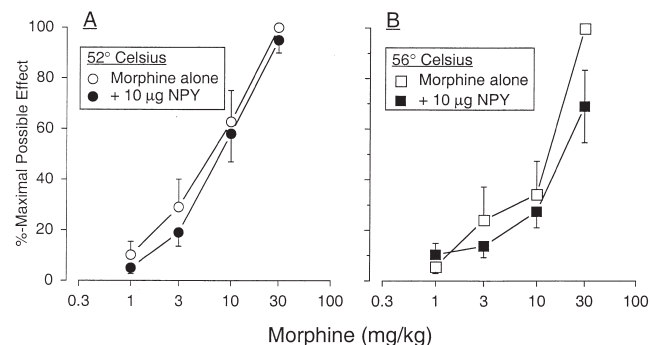 A
52° Celsius
Morphine alone
+ 10 µg NPY
%-Maximal Possible Effect
100
80
60
40
20
0
0.3
1
3
10
30
100
B
56° Celsius
Morphine alone
+ 10 µg NPY
0.3
1
3
10
30
100
Morphine (mg/kg)